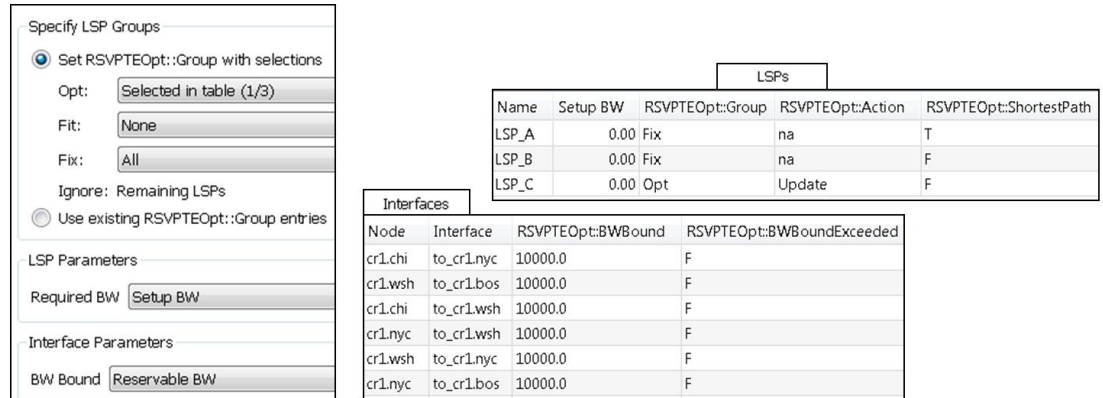 Specify LSP Groups
Set RSVPTEOpt::Group with selections
Opt: Selected in table (1/3)
Fit: None
Fix: All
Ignore: Remaining LSPs
Use existing RSVPTEOpt::Group entries
LSP Parameters
Required BW Setup BW
Interface Parameters
BW Bound Reservable BW
LSPs
Name Setup BW RSVPTEOpt::Group RSVPTEOpt::Action RSVPTEOpt::ShortestPath
LSP_A 0.00 Fix na T
LSP_B 0.00 Fix na F
LSP_C 0.00 Opt Update F
Interfaces
Node Interface RSVPTEOpt::BWBound RSVPTEOpt::BWBoundExceeded
cr1.chi to_cr1.nyc 10000.0 F
cr1.wsh to_cr1.bos 10000.0 F
cr1.chi to_cr1.wsh 10000.0 F
cr1.nyc to_cr1.wsh 10000.0 F
cr1.wsh to_cr1.nyc 10000.0 F
cr1.nyc to_cr1.bos 10000.0 F